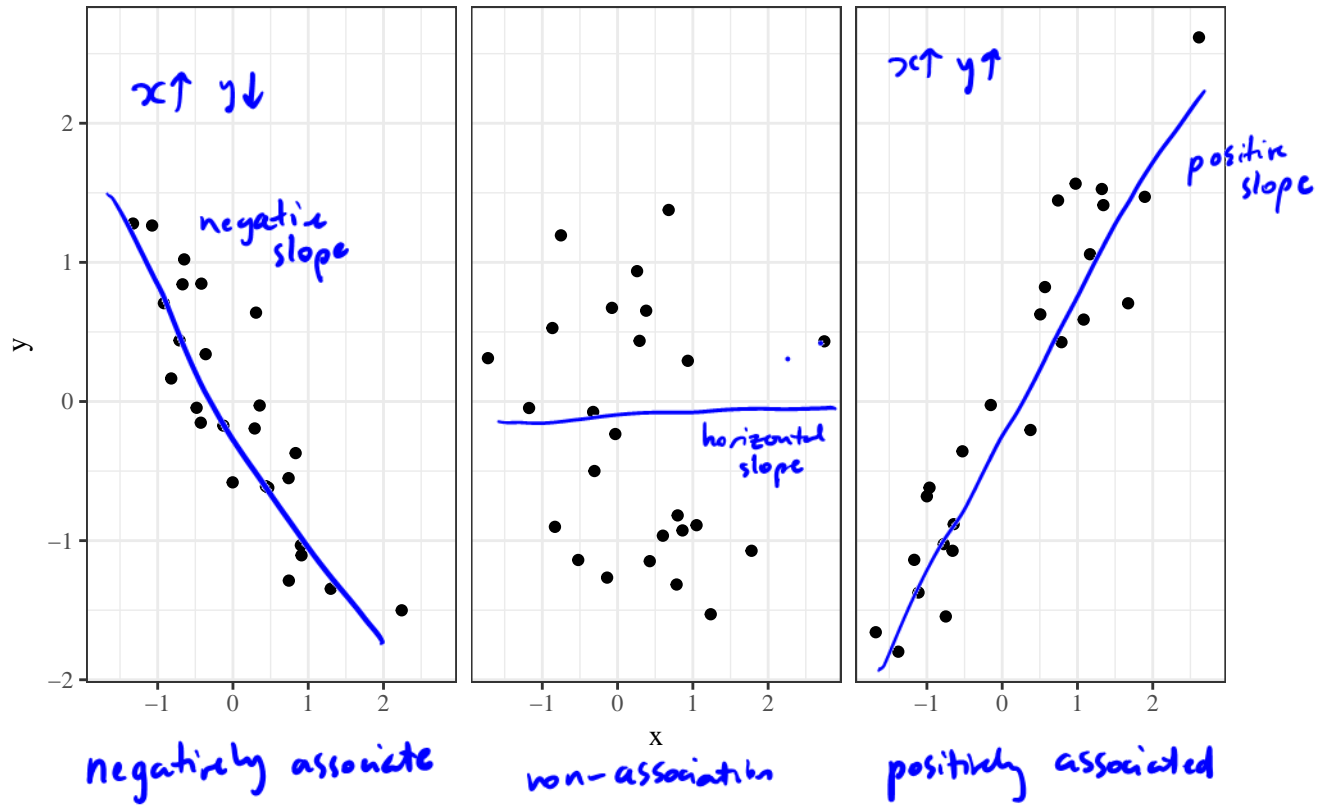 x↑ y↓
negative
slope
horizontal
slope
x↑ y↑
positive
slope
y
2
1
0
−1
−2
−1 0 1 2
−1 0 1 2
−1 0 1 2
x
negatively associate
non-association
positively associated